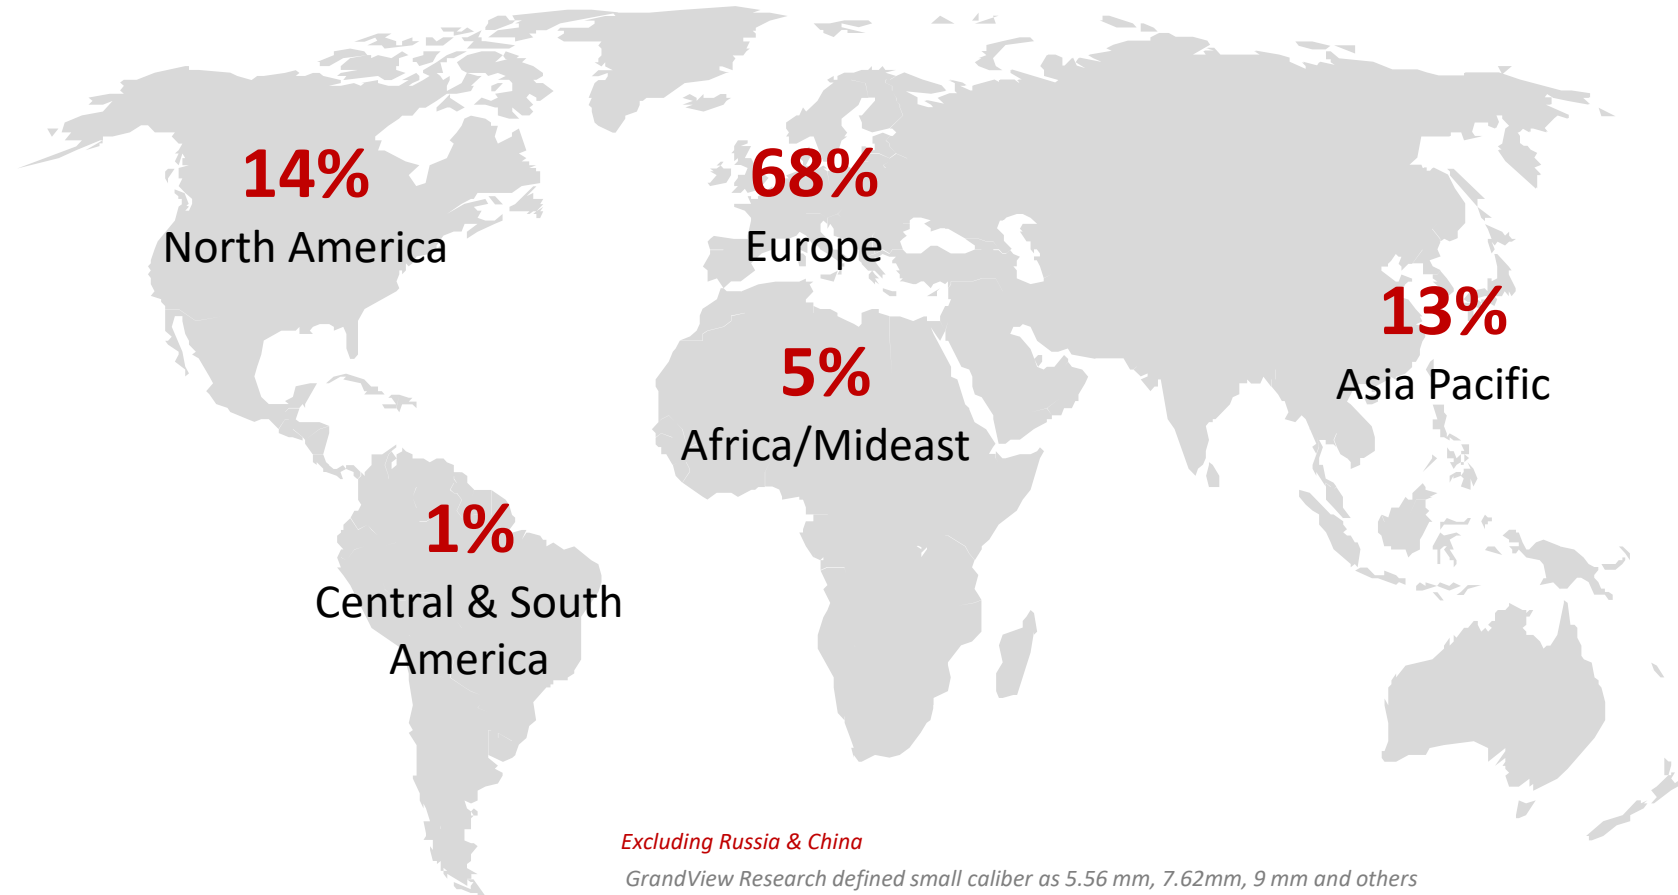 14%
North America
68%
Europe
13%
Asia Pacific
5%
Africa/Mideast
1%
Central & South
America
Excluding Russia & China
GrandView Research defined small caliber as 5.56 mm, 7.62mm, 9 mm and others